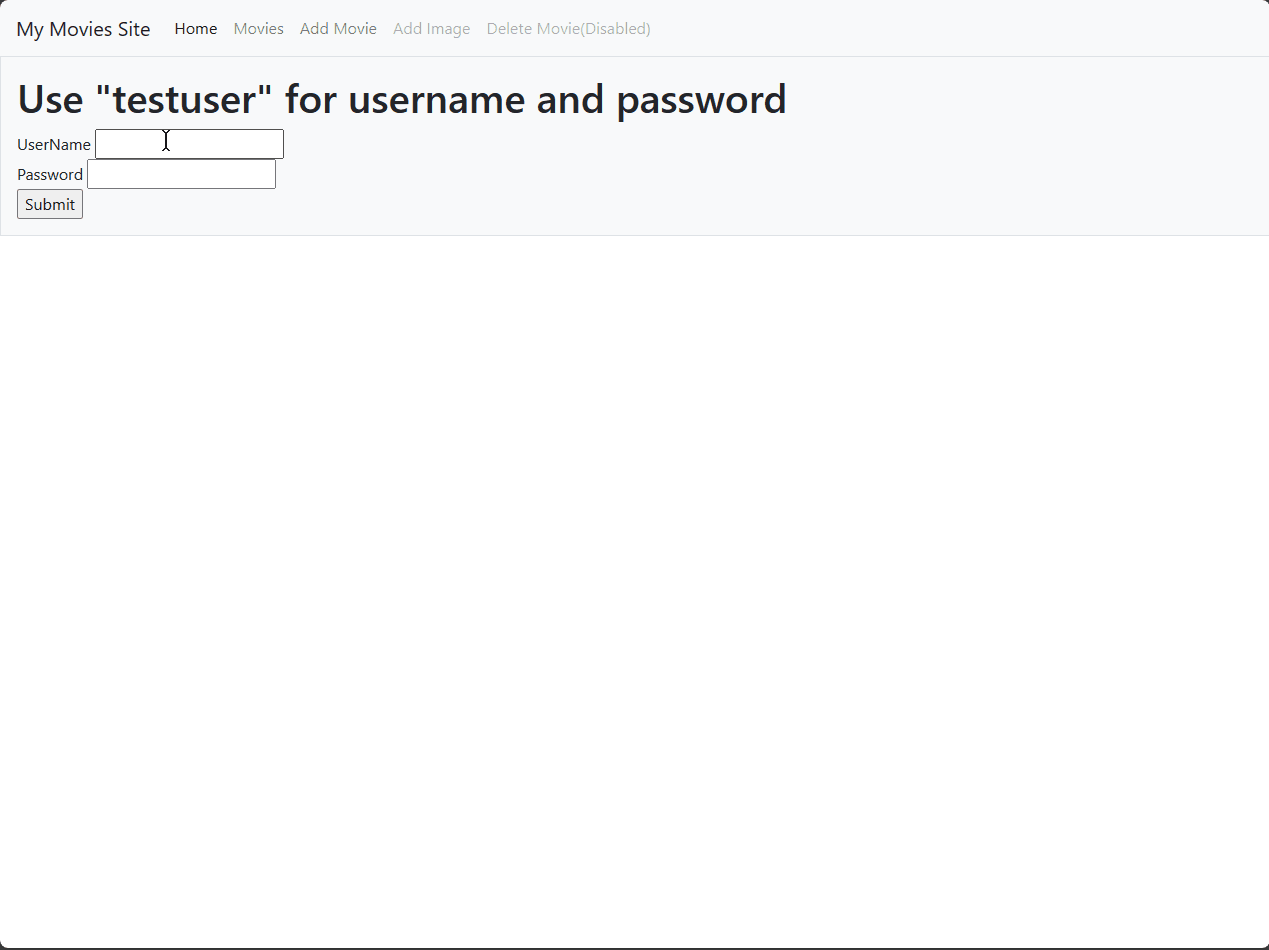 My Movies Site Home Movies Add Movie Add Image Delete Movie(Disabled)
Use "testuser" for username and password
UserName
Password
Submit